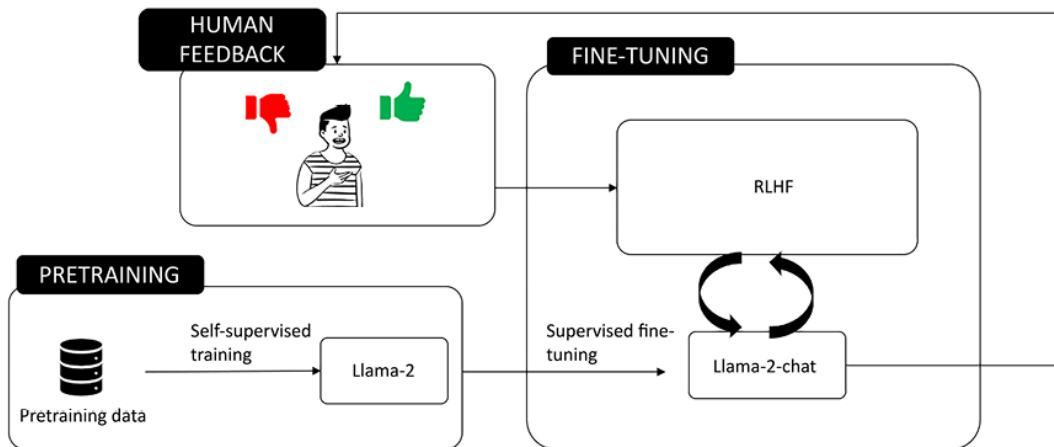 HUMAN
FEEDBACK
FINE-TUNING
RLHF
PRETRAINING
Self-supervised
training
Supervised fine-
tuning
Llama-2
Llama-2-chat
Pretraining data